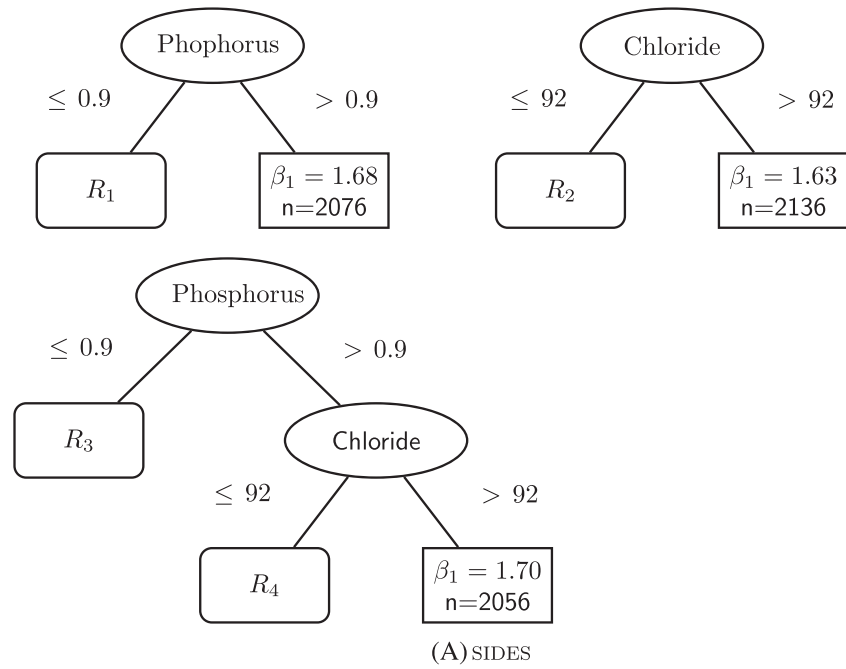 Phophorus
≤ 0.9
> 0.9
R₁
β₁ = 1.68
n=2076
Chloride
≤ 92
> 92
R₂
β₁ = 1.63
n=2136
Phosphorus
≤ 0.9
> 0.9
R₃
Chloride
≤ 92
> 92
R₄
β₁ = 1.70
n=2056
(A) SIDES